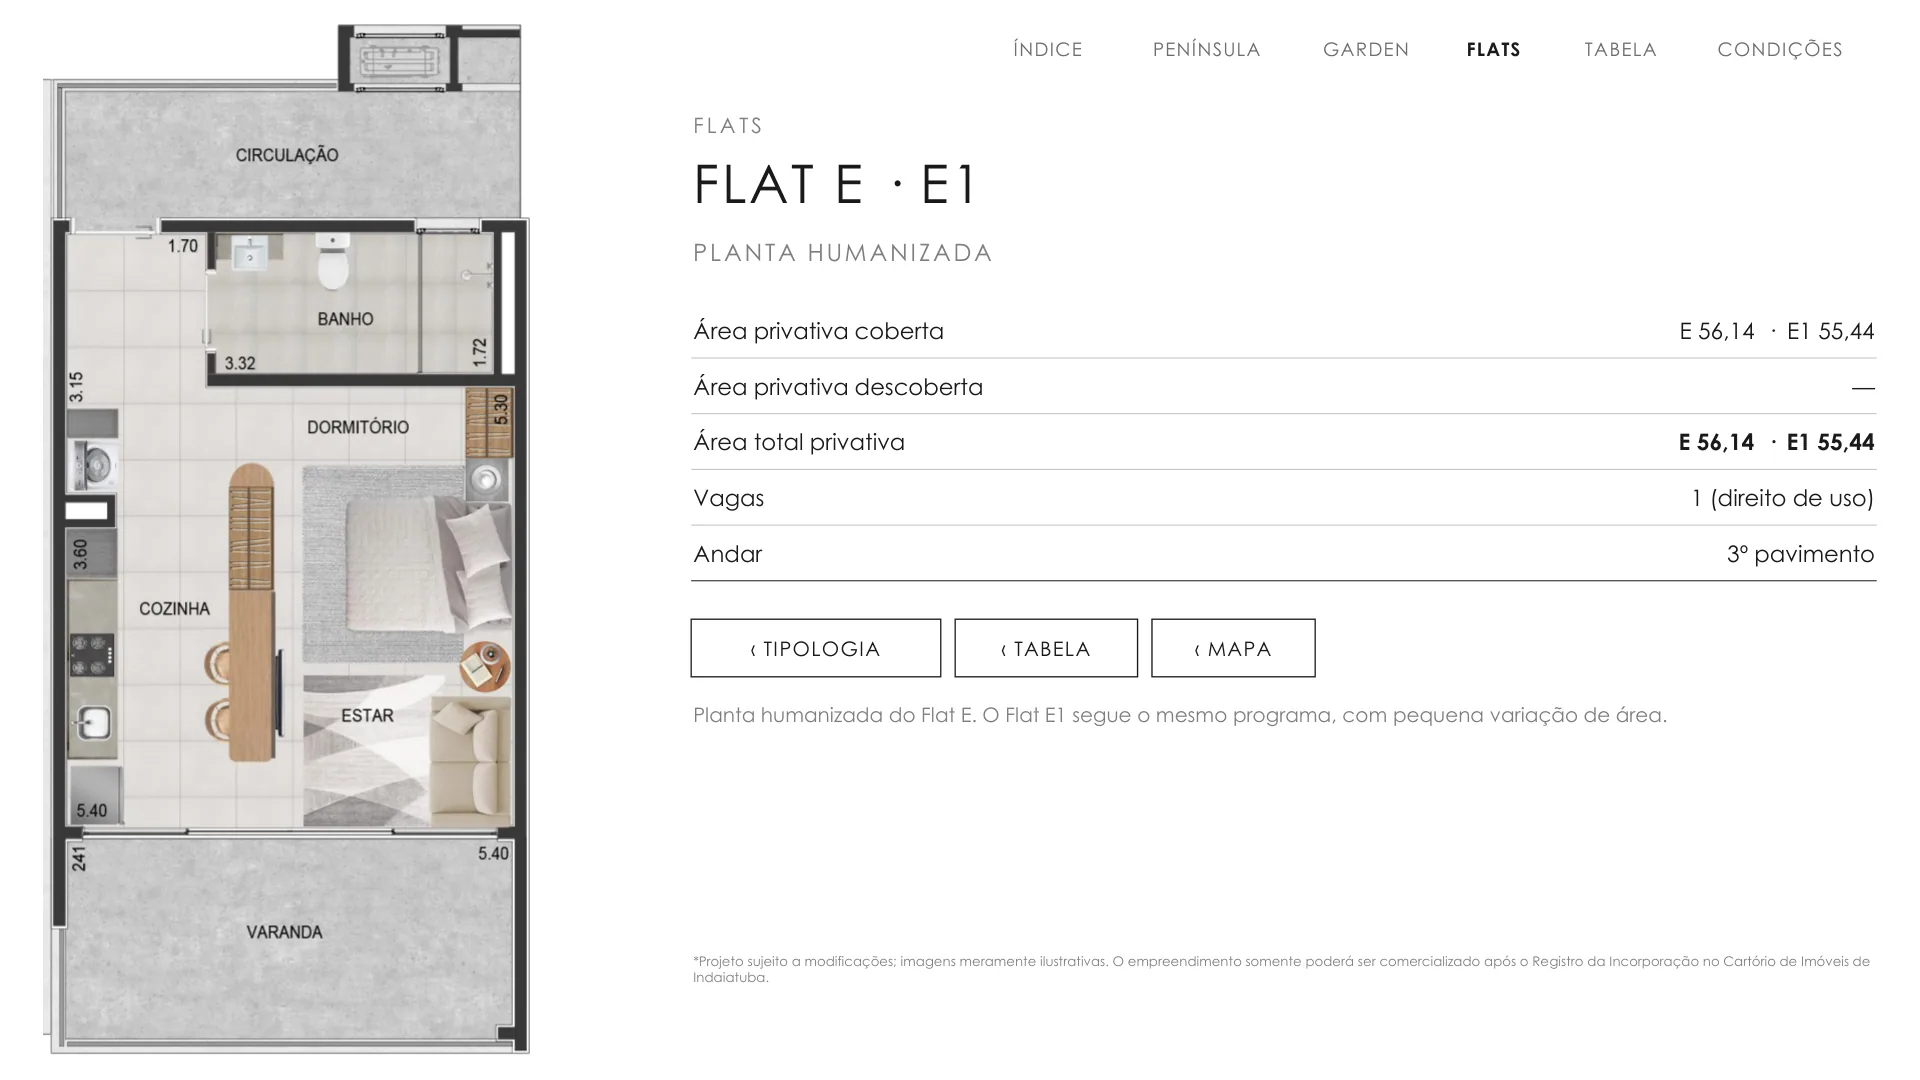 ÍNDICE PENÍNSULA GARDEN FLATS TABELA CONDIÇÕES
FLATS
FLAT E · E1
PLANTA HUMANIZADA
Área privativa coberta E 56,14 · E1 55,44
Área privativa descoberta —
Área total privativa E 56,14 · E1 55,44
Vagas 1 (direito de uso)
Andar 3º pavimento
‹ TIPOLOGIA ‹ TABELA ‹ MAPA
Planta humanizada do Flat E. O Flat E1 segue o mesmo programa, com pequena variação de área.
*Projeto sujeito a modificações; imagens meramente ilustrativas. O empreendimento somente poderá ser comercializado após o Registro da Incorporação no Cartório de Imóveis de
Indaiatuba.
CIRCULAÇÃO
1.70
BANHO
3.32
1.72
3.15
DORMITÓRIO
5.30
3.60
COZINHA
ESTAR
5.40
241
5.40
VARANDA